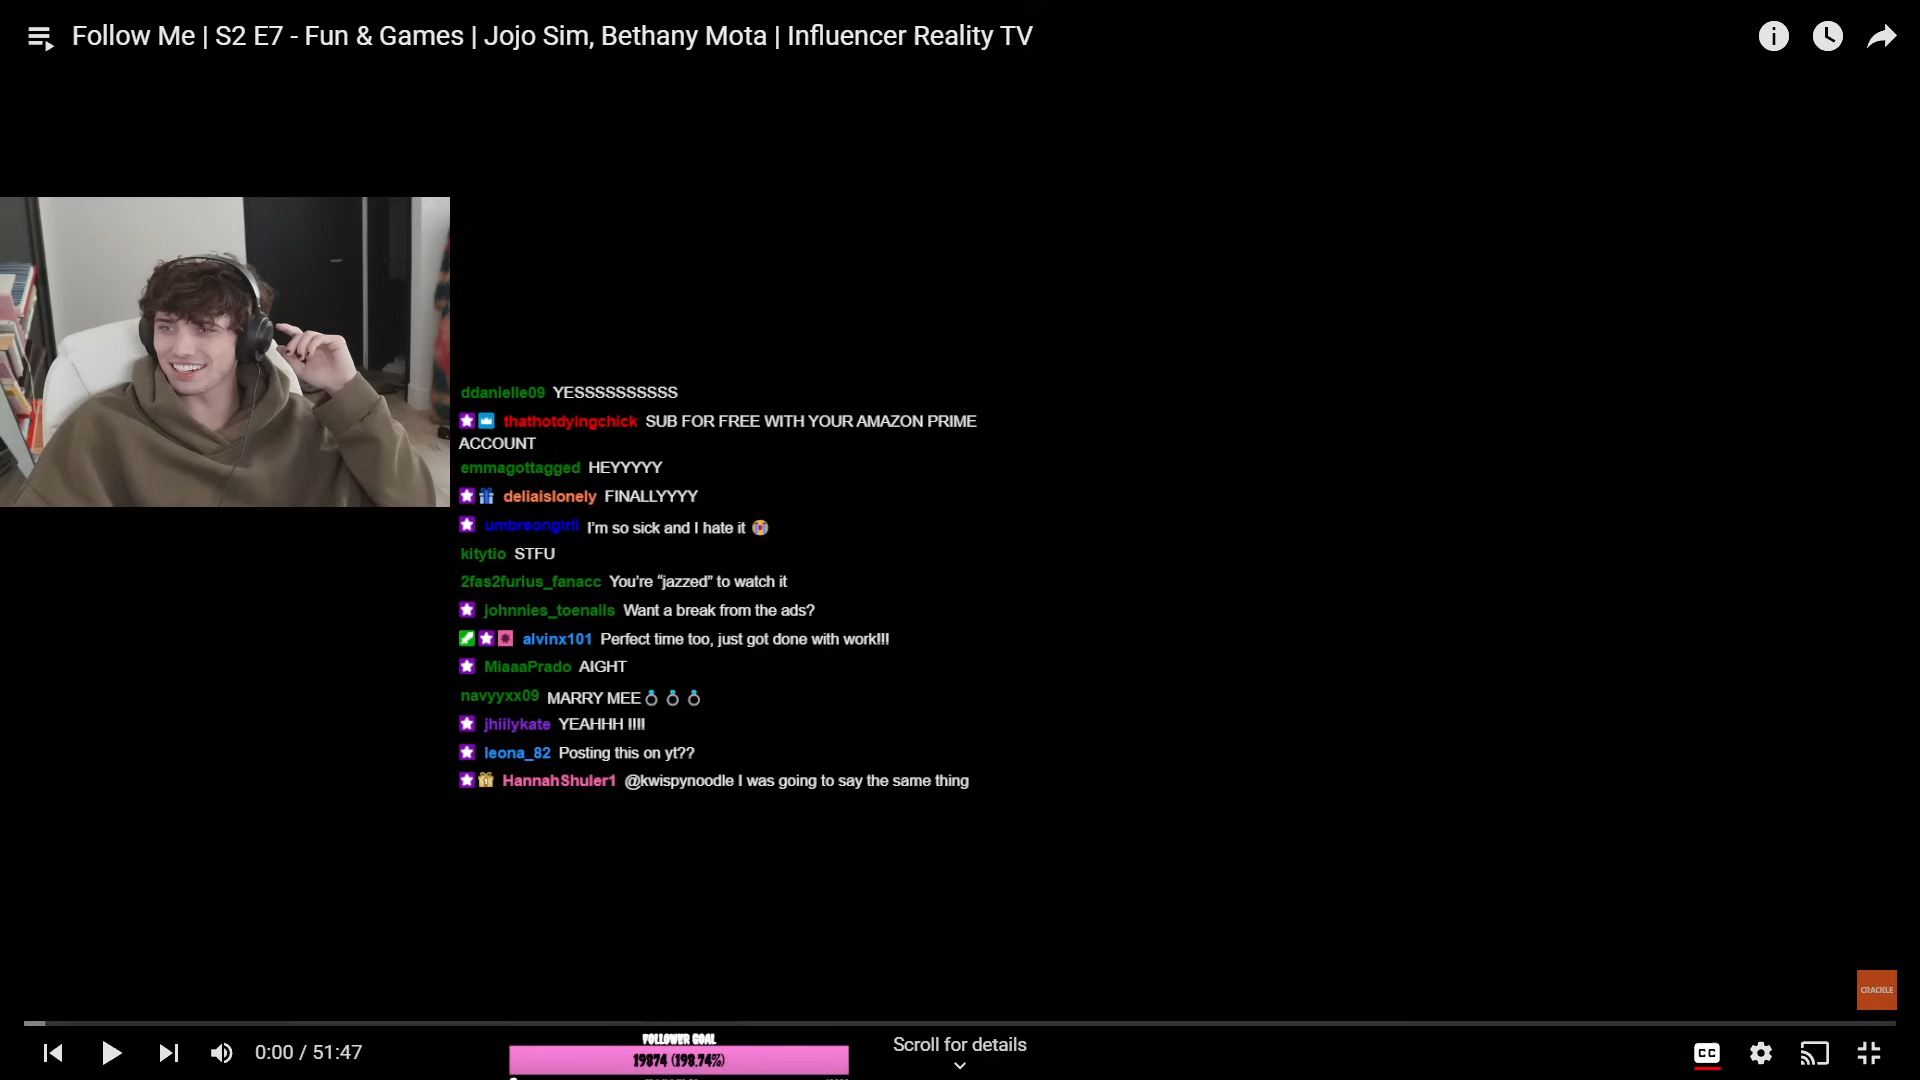 Follow Me | S2 E7 - Fun & Games | Jojo Sim, Bethany Mota | Influencer Reality TV
ddanielle09 YESSSSSSSSSS
thathotdyingchick SUB FOR FREE WITH YOUR AMAZON PRIME
ACCOUNT
emmagottagged HEYYYYY
deliaislonely FINALLYYYY
umbreongirll I'm so sick and I hate it 😭
kitytio STFU
2fas2furius_fanacc You're “jazzed” to watch it
johnnies_toenails Want a break from the ads?
alvinx101 Perfect time too, just got done with work!!!
MiaaaPrado AIGHT
navyyxx09 MARRY MEE💍 💍 💍
jhiilykate YEAHHH !!!!
leona_82 Posting this on yt??
HannahShuler1 @kwispynoodle I was going to say the same thing
CRACKLE
0:00 / 51:47
FOLLOWER GOAL
19874 (198.74%)
Scroll for details
CC